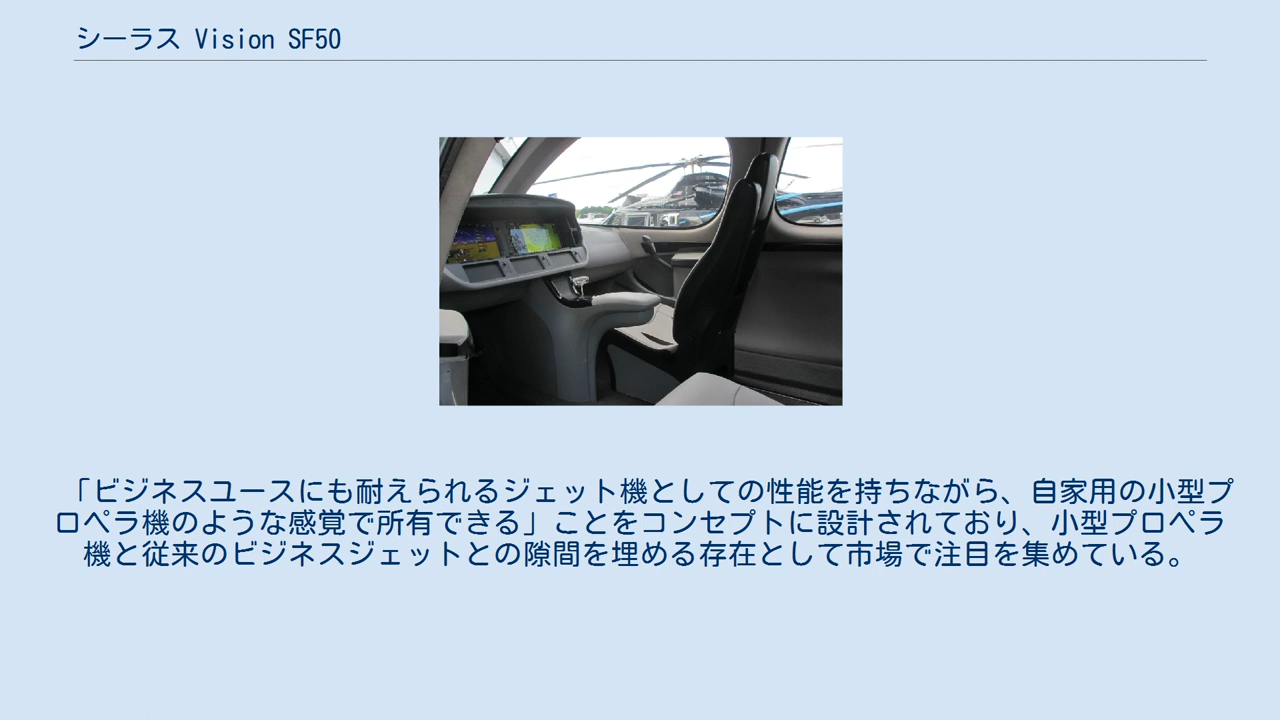 シーラス Vision SF50
「ビジネスユースにも耐えられるジェット機としての性能を持ちながら、自家用の小型プ
ロペラ機のような感覚で所有できる」ことをコンセプトに設計されており、小型プロペラ
機と従来のビジネスジェットとの隙間を埋める存在として市場で注目を集めている。